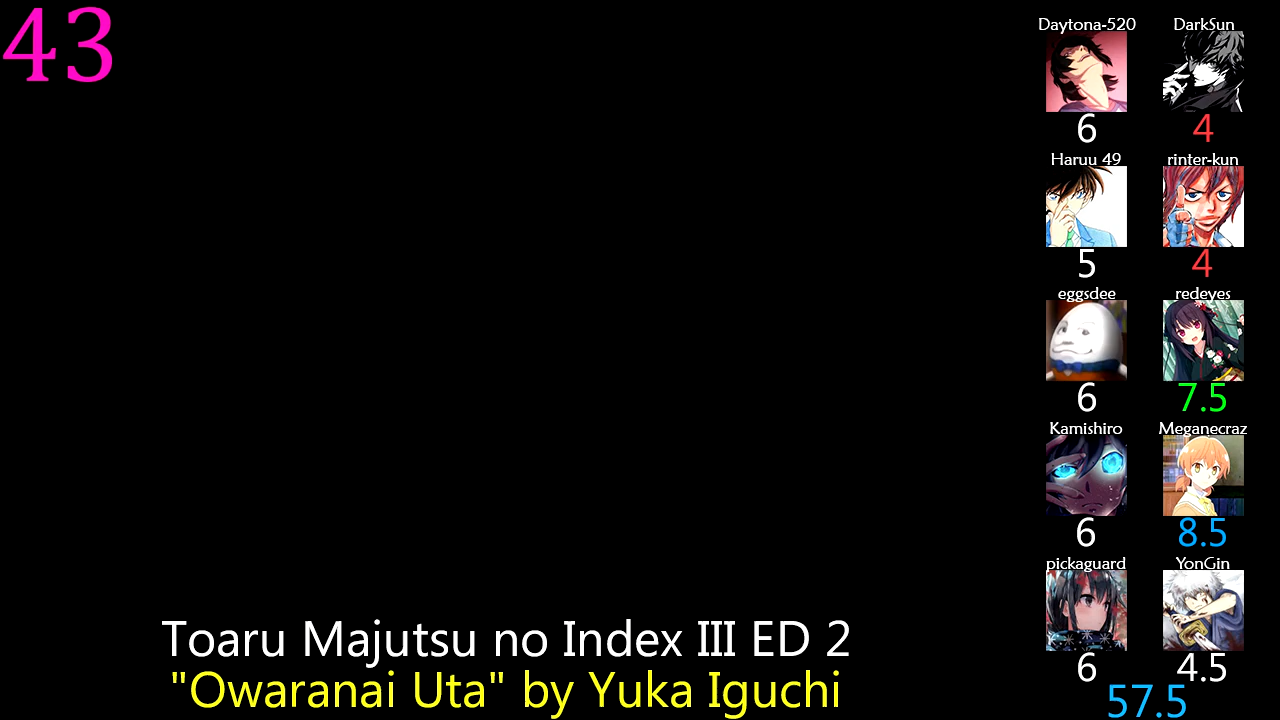 43
Daytona-520 DarkSun
6 4
Haruu 49 rinter-kun
5 4
eggsdee redeyes
6 7.5
Kamishiro Meganecraz
6 8.5
pickaguard YonGin
6 4.5
57.5
Toaru Majutsu no Index III ED 2
"Owaranai Uta" by Yuka Iguchi